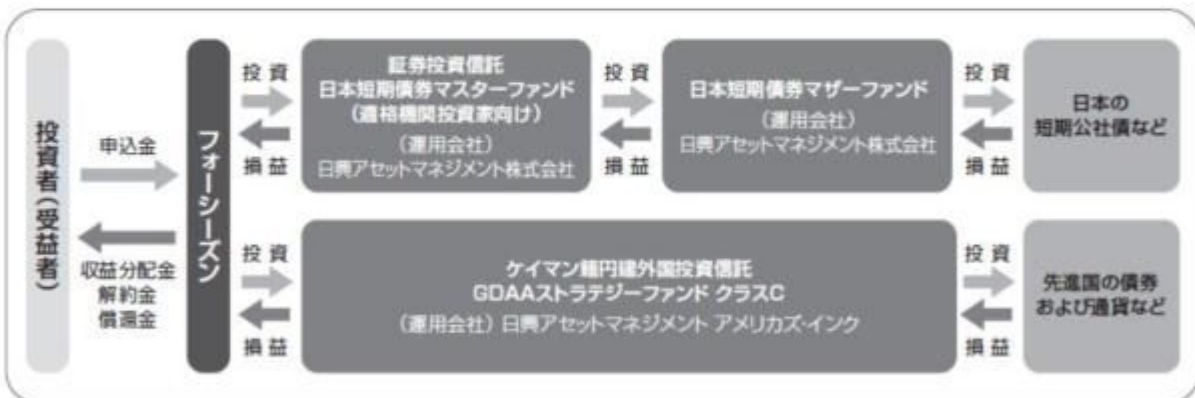 投資者(受益者)
申込金
収益分配金
解約金
償還金
フォーシーズン
投資
損益
証券投資信託
日本短期債券マスターファンド
(適格機関投資家向け)
(運用会社)
日興アセットマネジメント株式会社
投資
損益
日本短期債券マザーファンド
(運用会社)
日興アセットマネジメント株式会社
投資
損益
日本の
短期公社債など
投資
損益
ケイマン籍円建外国投資信託
GDAAストラテジーファンド クラスC
(運用会社) 日興アセットマネジメント アメリカズ・インク
投資
損益
先進国の債券
および通貨など